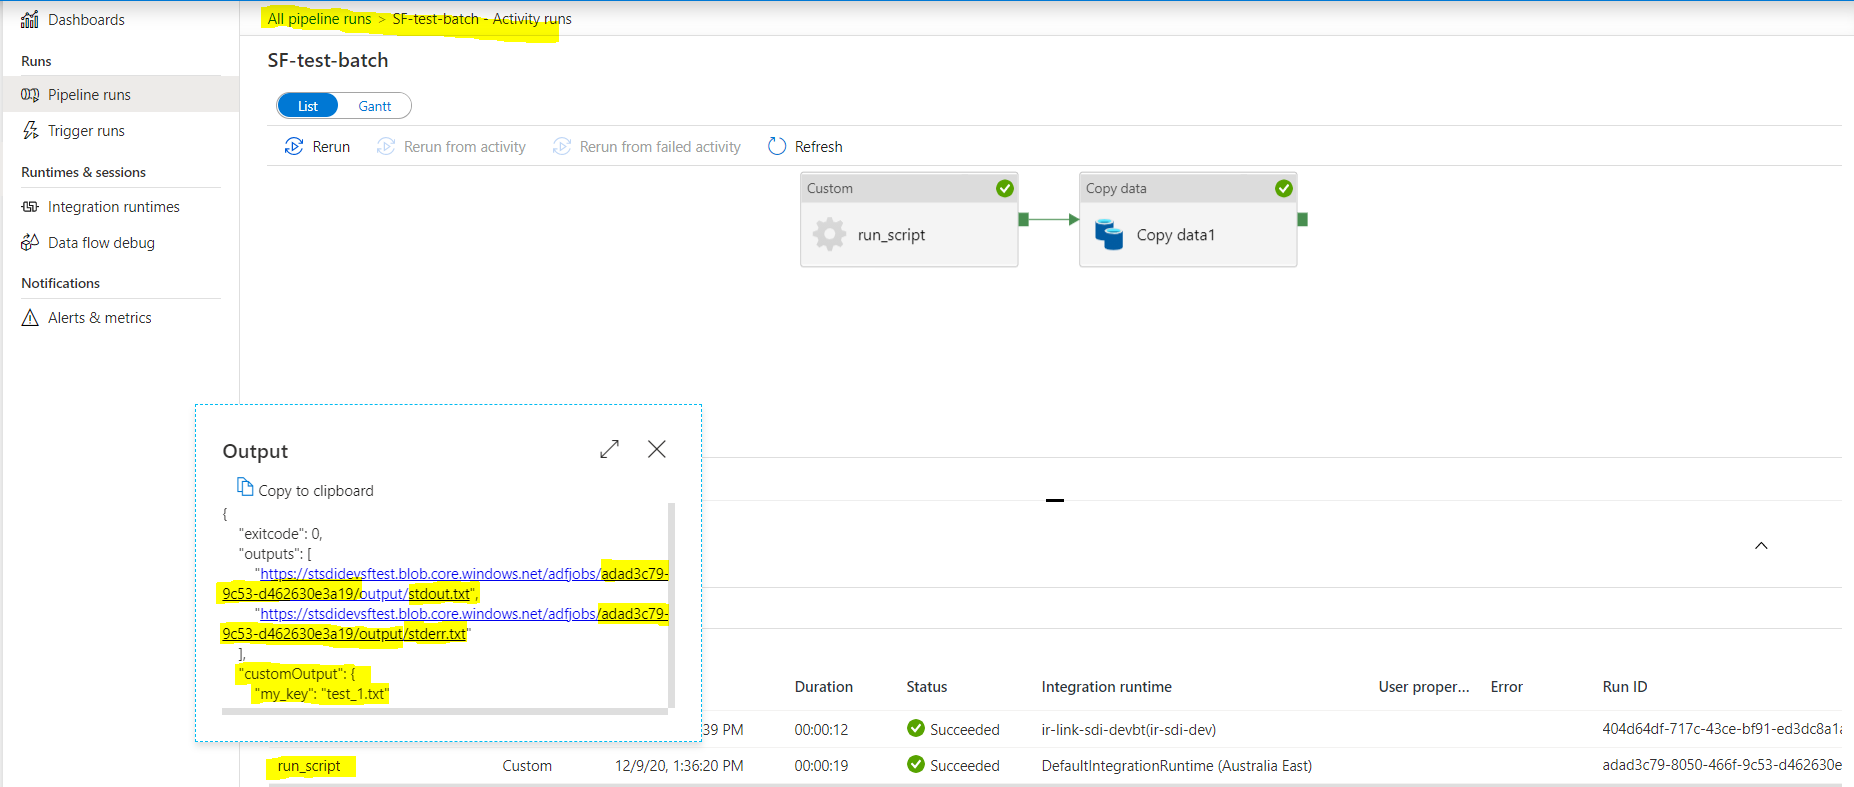 Dashboards
Runs
Pipeline runs
Trigger runs
Runtimes & sessions
Integration runtimes
Data flow debug
Notifications
Alerts & metrics
All pipeline runs > SF-test-batch - Activity runs
SF-test-batch
List Gantt
Rerun Rerun from activity Rerun from failed activity Refresh
Custom
run_script
Copy data
Copy data1
Output
Copy to clipboard
{
"exitcode": 0,
"outputs": [
"https://stsdidevsftest.blob.core.windows.net/adfjobs/adad3c79-
9c53-d462630e3a19/output/stdout.txt",
"https://stsdidevsftest.blob.core.windows.net/adfjobs/adad3c79-
9c53-d462630e3a19/output/stderr.txt"
],
"customOutput": {
"my_key": "test_1.txt"
Duration Status Integration runtime User proper... Error Run ID
:39 PM 00:00:12 Succeeded ir-link-sdi-devbt(ir-sdi-dev) 404d64df-717c-43ce-bf91-ed3dc8a1a
run_script Custom 12/9/20, 1:36:20 PM 00:00:19 Succeeded DefaultIntegrationRuntime (Australia East) adad3c79-8050-466f-9c53-d462630e